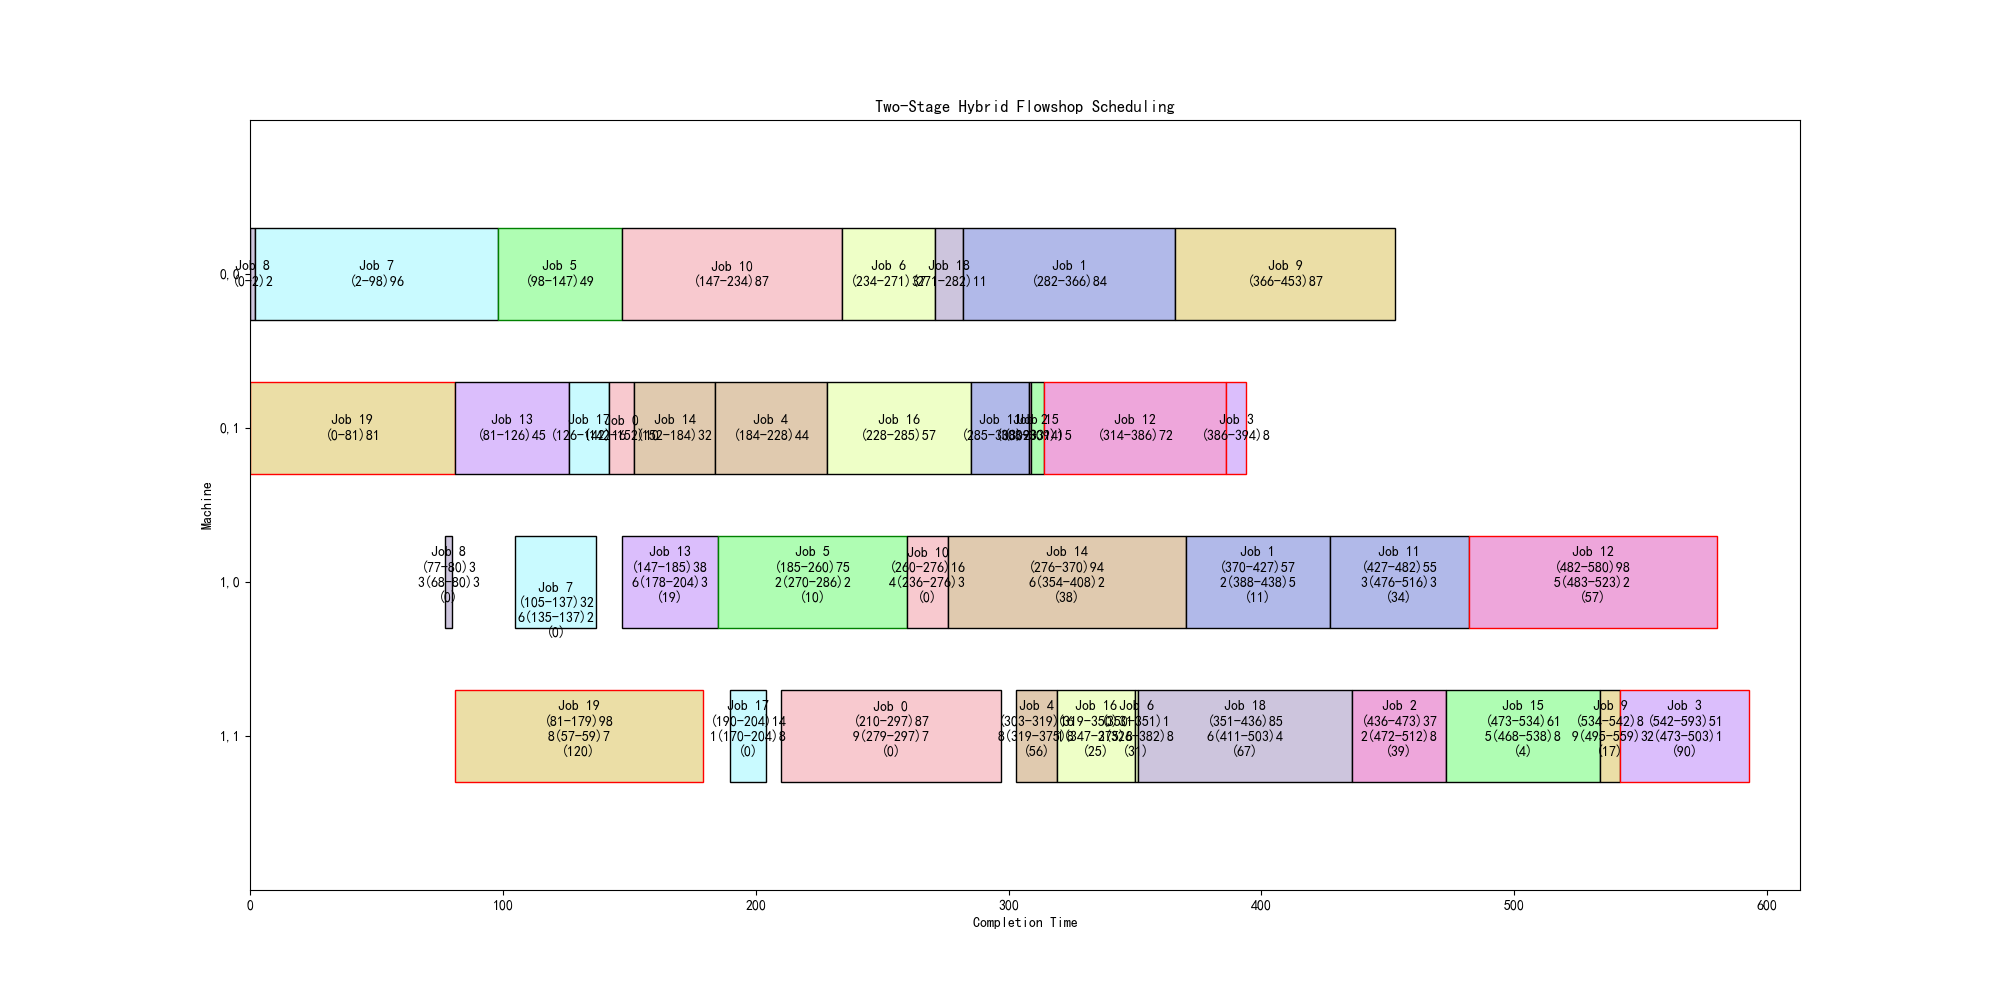 Two-Stage Hybrid Flowshop Scheduling
Machine
0,0
Job 8
(0-2)2
Job 7
(2-98)96
Job 5
(98-147)49
Job 10
(147-234)87
Job 6
(234-271)37
Job 18
(271-282)11
Job 1
(282-366)84
Job 9
(366-453)87
0,1
Job 19
(0-81)81
Job 13
(81-126)45
Job 17
(126-142)16
Job 0
(142-152)10
Job 14
(152-184)32
Job 4
(184-228)44
Job 16
(228-285)57
Job 11
Job 2
Job 15
Job 12
(314-386)72
Job 3
(386-394)8
1,0
Job 8
(77-80)3
3(68-80)3
(0)
Job 7
(105-137)32
6(135-137)2
(0)
Job 13
(147-185)38
6(178-204)3
(19)
Job 5
(185-260)75
2(270-286)2
(10)
Job 10
(260-276)16
4(236-276)3
(0)
Job 14
(276-370)94
6(354-408)2
(38)
Job 1
(370-427)57
2(388-438)5
(11)
Job 11
(427-482)55
3(476-516)3
(34)
Job 12
(482-580)98
5(483-523)2
(57)
1,1
Job 19
(81-179)98
8(57-59)7
(120)
Job 17
(190-204)14
1(170-204)8
(0)
Job 0
(210-297)87
9(279-297)7
(0)
Job 4
(303-319)16
8(319-375)8
(56)
Job 16
(319-350)31
(25)
Job 6
(350-351)1
(31)
Job 18
(351-436)85
6(411-503)4
(67)
Job 2
(436-473)37
2(472-512)8
(39)
Job 15
(473-534)61
5(468-538)8
(4)
Job 9
(534-542)8
9(495-559)3
(17)
Job 3
(542-593)51
2(473-503)1
(90)
0
100
200
300
400
500
600
Completion Time